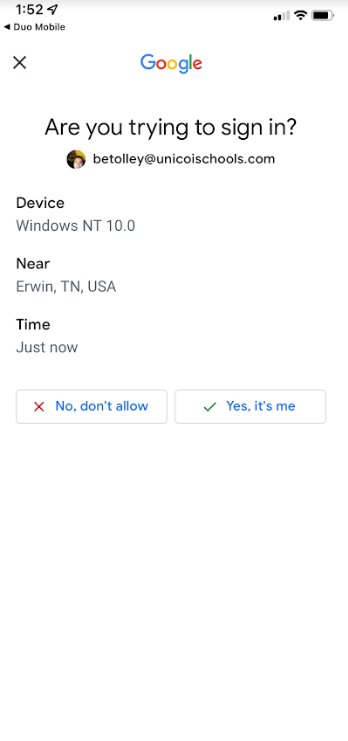 1:52
◄ Duo Mobile
Google
Are you trying to sign in?
betolley@unicoischools.com
Device
Windows NT 10.0
Near
Erwin, TN, USA
Time
Just now
No, don't allow
Yes, it's me